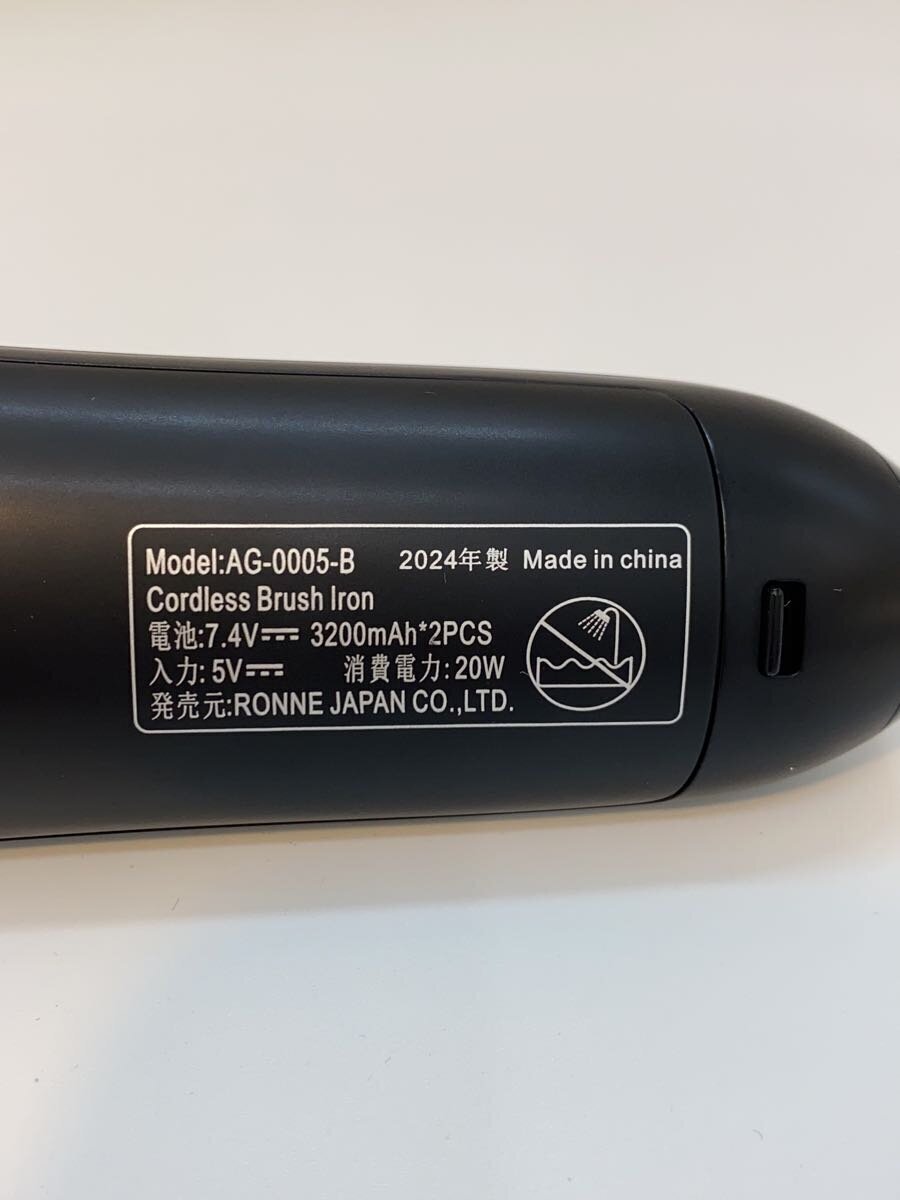 Model:AG-0005-B 2024年製 Made in china
Cordless Brush Iron
電池:7.4V⎓ 3200mAh*2PCS
入力:5V⎓ 消費電力:20W
発売元:RONNE JAPAN CO.,LTD.